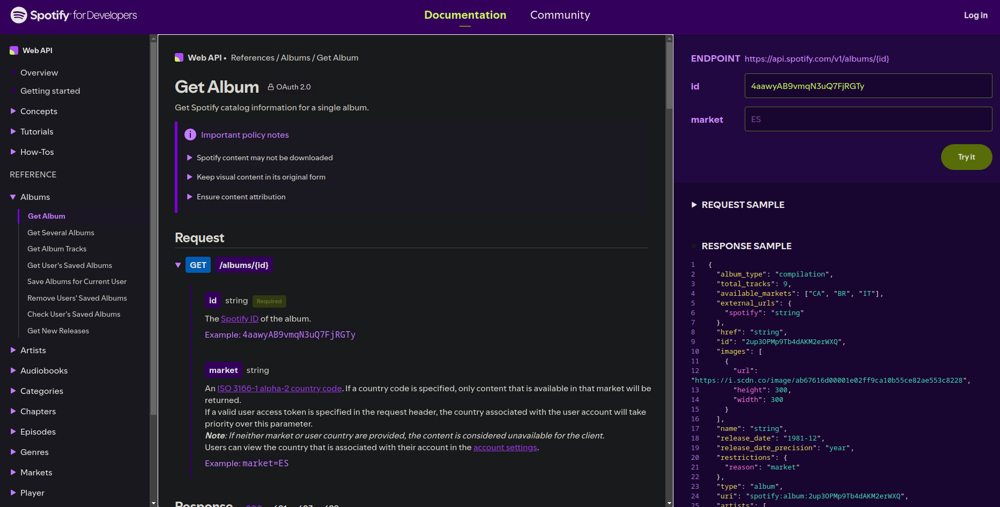 Spotify for Developers
Documentation
Community
Log in
Web API
Overview
Getting started
Concepts
Tutorials
How-Tos
REFERENCE
Albums
Get Album
Get Several Albums
Get Album Tracks
Get User's Saved Albums
Save Albums for Current User
Remove Users' Saved Albums
Check User's Saved Albums
Get New Releases
Artists
Audiobooks
Categories
Chapters
Episodes
Genres
Markets
Player
Web API • References / Albums / Get Album
Get Album OAuth 2.0
Get Spotify catalog information for a single album.
Important policy notes
Spotify content may not be downloaded
Keep visual content in its original form
Ensure content attribution
Request
GET /albums/{id}
id string Required
The Spotify ID of the album.
Example: 4aawyAB9vmqN3uQ7FjRGTy
market string
An ISO 3166-1 alpha-2 country code. If a country code is specified, only content that is available in that market will be
returned.
If a valid user access token is specified in the request header, the country associated with the user account will take
priority over this parameter.
Note: If neither market or user country are provided, the content is considered unavailable for the client.
Users can view the country that is associated with their account in the account settings.
Example: market=ES
Response
ENDPOINT https://api.spotify.com/v1/albums/{id}
id 4aawyAB9vmqN3uQ7FjRGTy
market ES
Try it
REQUEST SAMPLE
RESPONSE SAMPLE
1 {
2 "album_type": "compilation",
3 "total_tracks": 9,
4 "available_markets": ["CA", "BR", "IT"],
5 "external_urls": {
6 "spotify": "string"
7 },
8 "href": "string",
9 "id": "2up3OPMp9Tb4dAKM2erWXQ",
10 "images": [
11 {
12 "url":
"https://i.scdn.co/image/ab67616d00001e02ff9ca10b55ce82ae553c8228",
13 "height": 300,
14 "width": 300
15 }
16 ],
17 "name": "string",
18 "release_date": "1981-12",
19 "release_date_precision": "year",
20 "restrictions": {
21 "reason": "market"
22 },
23 "type": "album",
24 "uri": "spotify:album:2up3OPMp9Tb4dAKM2erWXQ",
25 "artists": [